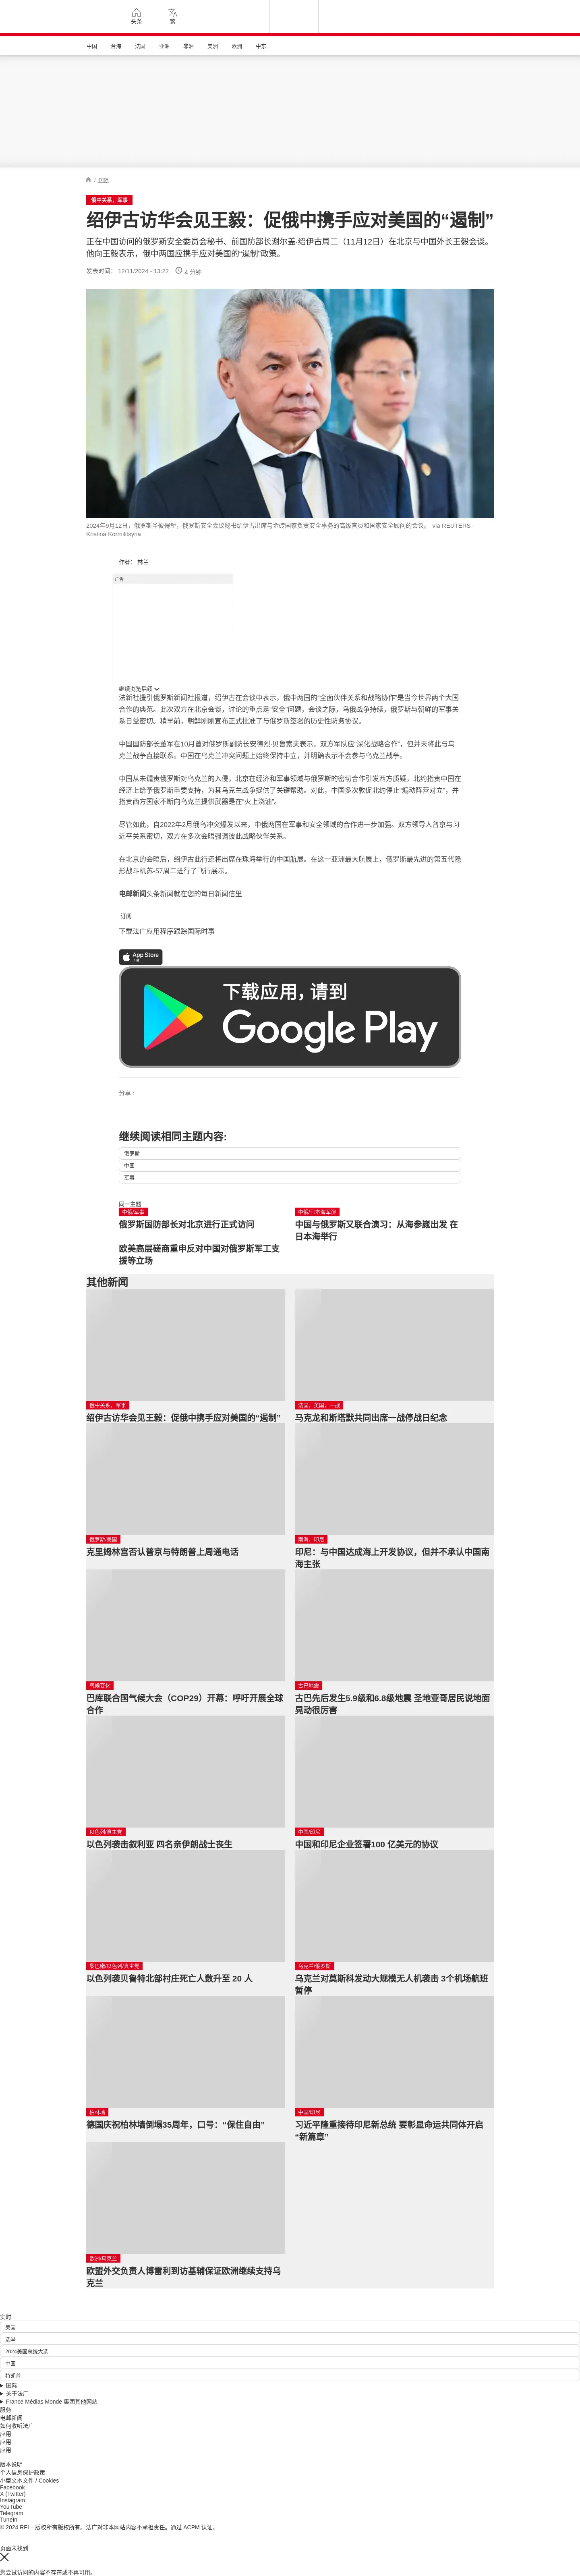 头条
繁
中国
台海
法国
亚洲
非洲
美洲
欧洲
中东
/ 国际
俄中关系，军事
绍伊古访华会见王毅：促俄中携手应对美国的“遏制”
正在中国访问的俄罗斯安全委员会秘书、前国防部长谢尔盖·绍伊古周二（11月12日）在北京与中国外长王毅会谈。
他向王毅表示，俄中两国应携手应对美国的“遏制”政策。
发表时间： 12/11/2024 - 13:22
4 分钟
2024年9月12日，俄罗斯圣彼得堡，俄罗斯安全会议秘书绍伊古出席与金砖国家负责安全事务的高级官员和国家安全顾问的会议。 via REUTERS -
Kristina Kormilitsyna
作者： 林兰
广告
继续浏览后续
法新社援引俄罗斯新闻社报道，绍伊古在会谈中表示，俄中两国的“全面伙伴关系和战略协作”是当今世界两个大国
合作的典范。此次双方在北京会谈，讨论的重点是“安全”问题，会谈之际，乌俄战争持续，俄罗斯与朝鲜的军事关
系日益密切。稍早前，朝鲜刚刚宣布正式批准了与俄罗斯签署的历史性防务协议。
中国国防部长董军在10月曾对俄罗斯副防长安德烈·贝鲁索夫表示，双方军队应“深化战略合作”，但并未将此与乌
克兰战争直接联系。中国在乌克兰冲突问题上始终保持中立，并明确表示不会参与乌克兰战争。
中国从未谴责俄罗斯对乌克兰的入侵，北京在经济和军事领域与俄罗斯的密切合作引发西方质疑，北约指责中国在
经济上给予俄罗斯重要支持，为其乌克兰战争提供了关键帮助。对此，中国多次敦促北约停止“煽动阵营对立”，并
指责西方国家不断向乌克兰提供武器是在“火上浇油”。
尽管如此，自2022年2月俄乌冲突爆发以来，中俄两国在军事和安全领域的合作进一步加强。双方领导人普京与习
近平关系密切，双方在多次会晤强调彼此战略伙伴关系。
在北京的会晤后，绍伊古此行还将出席在珠海举行的中国航展。在这一亚洲最大航展上，俄罗斯最先进的第五代隐
形战斗机苏-57周二进行了飞行展示。
电邮新闻头条新闻就在您的每日新闻信里
订阅
下载法广应用程序跟踪国际时事
App Store
下载
下载应用，请到
Google Play
分享 :
继续阅读相同主题内容:
俄罗斯
中国
军事
同一主题
中俄/军事
俄罗斯国防部长对北京进行正式访问
中俄/日本海军演
中国与俄罗斯又联合演习：从海参崴出发 在
日本海举行
欧美高层磋商重申反对中国对俄罗斯军工支
援等立场
其他新闻
俄中关系，军事
绍伊古访华会见王毅：促俄中携手应对美国的“遏制”
法国，英国，一战
马克龙和斯塔默共同出席一战停战日纪念
俄罗斯/美国
克里姆林宫否认普京与特朗普上周通电话
南海，印尼
印尼：与中国达成海上开发协议，但并不承认中国南
海主张
气候变化
巴库联合国气候大会（COP29）开幕：呼吁开展全球
合作
古巴地震
古巴先后发生5.9级和6.8级地震 圣地亚哥居民说地面
晃动很厉害
以色列/真主党
以色列袭击叙利亚 四名亲伊朗战士丧生
中国/印尼
中国和印尼企业签署100 亿美元的协议
黎巴嫩/以色列/真主党
以色列袭贝鲁特北部村庄死亡人数升至 20 人
乌克兰/俄罗斯
乌克兰对莫斯科发动大规模无人机袭击 3个机场航班
暂停
柏林墙
德国庆祝柏林墙倒塌35周年，口号：“保住自由”
中国/印尼
习近平隆重接待印尼新总统 要彰显命运共同体开启
“新篇章”
欧洲/乌克兰
欧盟外交负责人博雷利到访基辅保证欧洲继续支持乌
克兰
实时
美国
选举
2024美国总统大选
中国
特朗普
国际
关于法广
France Médias Monde 集团其他网站
服务
电邮新闻
如何收听法广
应用
应用
应用
版本说明
个人信息保护政策
小型文本文件 / Cookies
Facebook
X (Twitter)
Instagram
YouTube
Telegram
TuneIn
© 2024 RFI – 版权所有版权所有。法广对非本网站内容不承担责任。通过 ACPM 认证。
页面未找到
您尝试访问的内容不存在或不再可用。